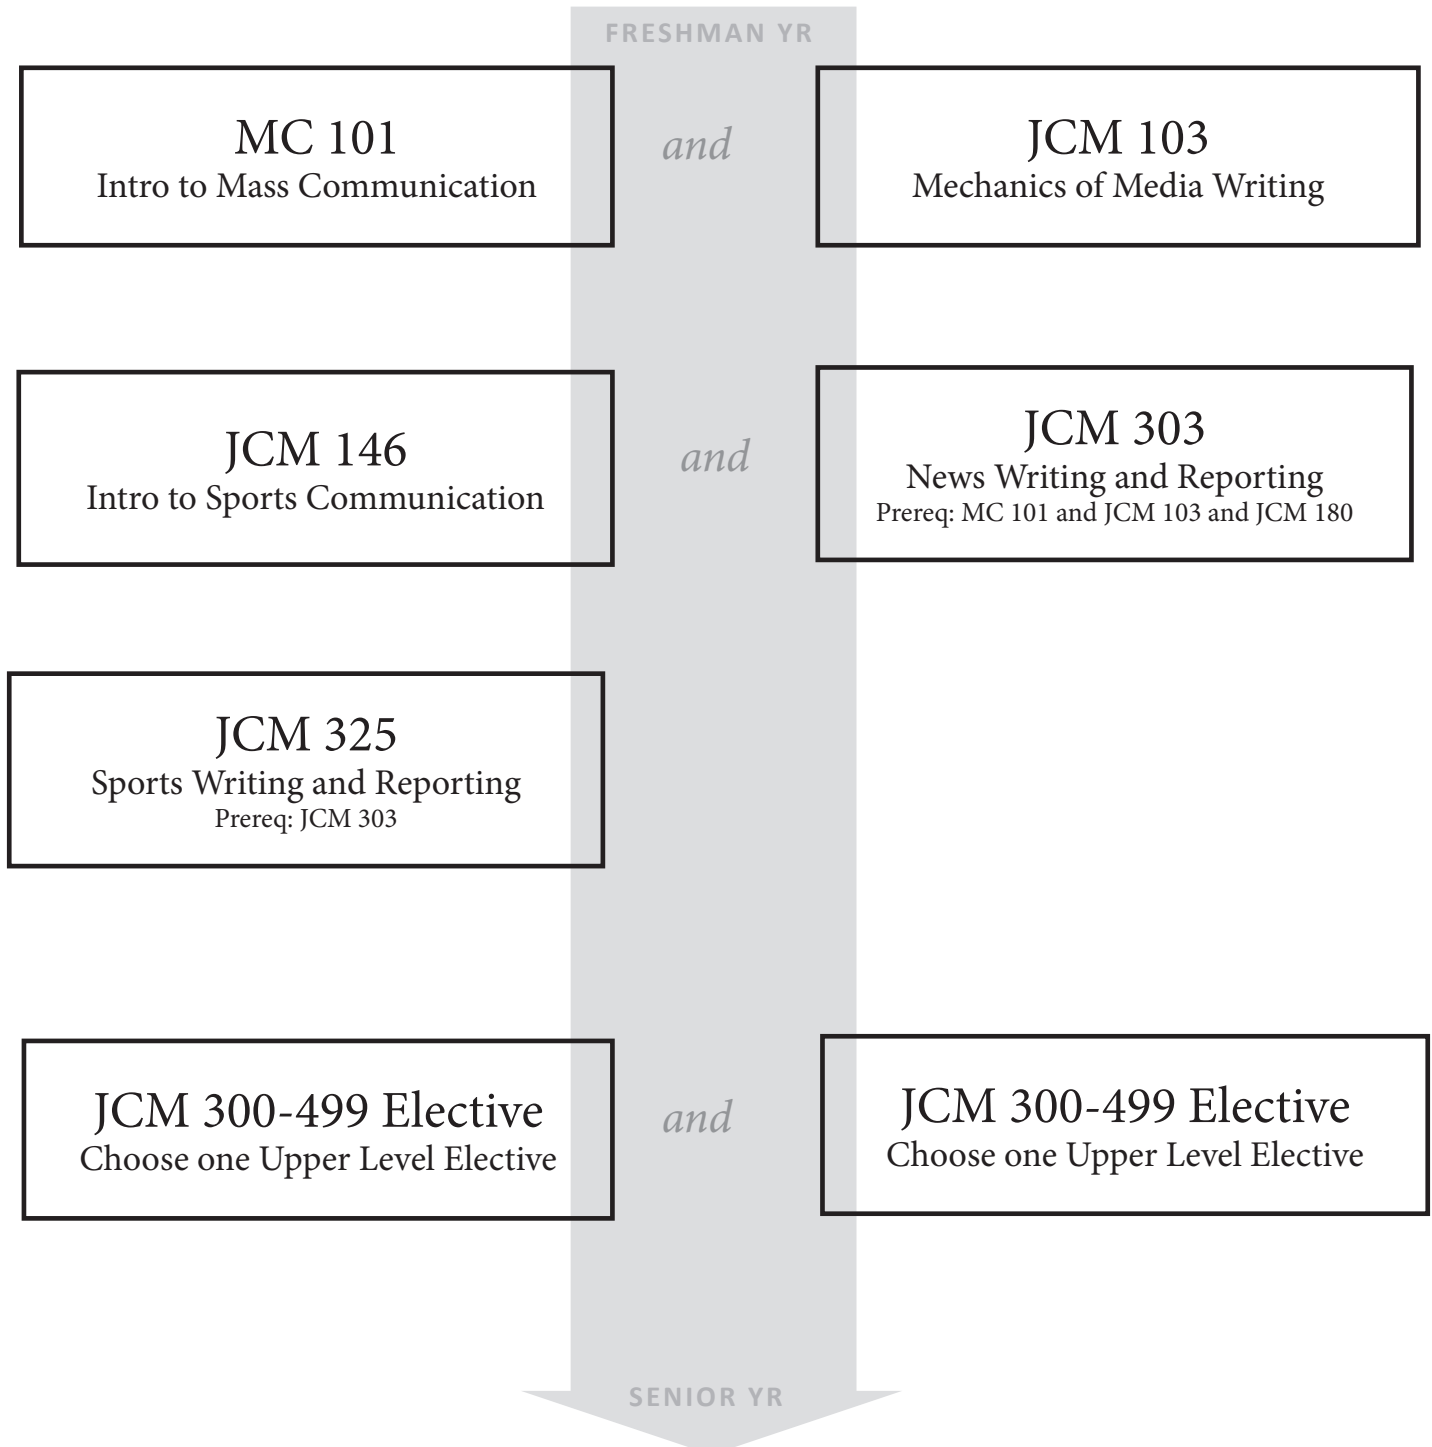 FRESHMAN YR
MC 101
Intro to Mass Communication
and
JCM 103
Mechanics of Media Writing
JCM 146
Intro to Sports Communication
and
JCM 303
News Writing and Reporting
Prereq: MC 101 and JCM 103 and JCM 180
JCM 325
Sports Writing and Reporting
Prereq: JCM 303
JCM 300-499 Elective
Choose one Upper Level Elective
and
JCM 300-499 Elective
Choose one Upper Level Elective
SENIOR YR